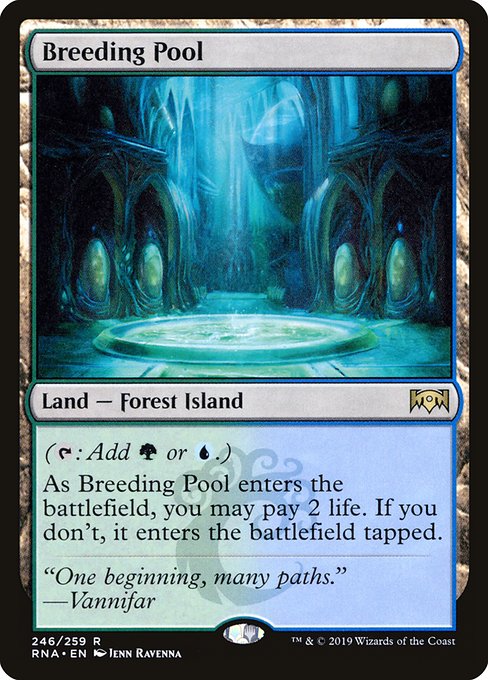 Breeding Pool
Land — Forest Island
(: Add or .)
As Breeding Pool enters the
battlefield, you may pay 2 life. If you
don't, it enters the battlefield tapped.
“One beginning, many paths.”
—Vannifar
246/259 R
RNA • EN Jenn Ravenna
™ & © 2019 Wizards of the Coast